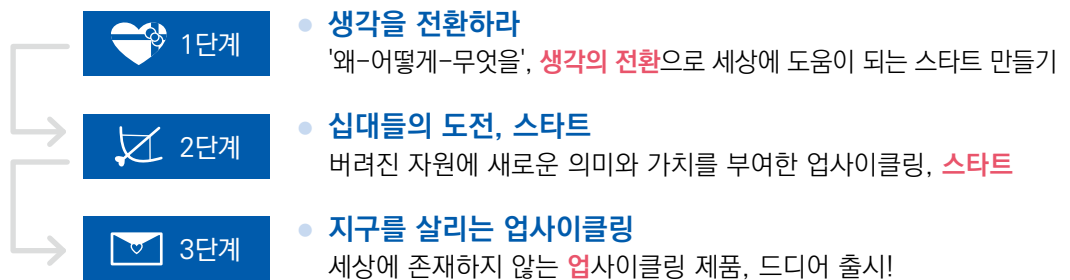 1단계
생각을 전환하라
'왜-어떻게-무엇을', 생각의 전환으로 세상에 도움이 되는 스타트 만들기
2단계
십대들의 도전, 스타트
버려진 자원에 새로운 의미와 가치를 부여한 업사이클링, 스타트
3단계
지구를 살리는 업사이클링
세상에 존재하지 않는 업사이클링 제품, 드디어 출시!